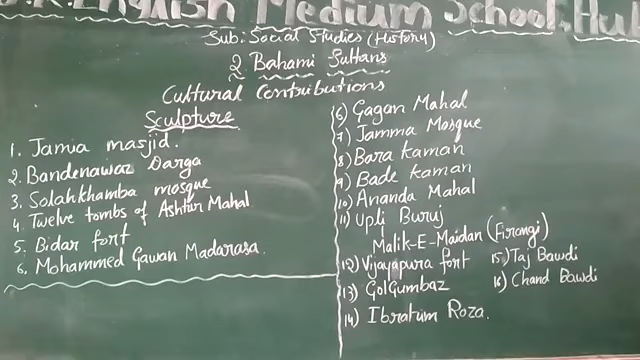 English Medium School, Hub
Sub: Social Studies (History)
2. Bahami Sultans
Cultural Contributions
Sculpture
1. Jamia masjid.
2. Bandenawaz Darga
3. Solahkhamba mosque
4. Twelve tombs of Ashtur Mahal
5. Bidar fort
6. Mohammed Gawan Madarasa.
6) Gagan Mahal
7) Jamma Mosque
8) Bara kaman
9) Bade kaman
10) Ananda Mahal
11) Upli Buruj
Malik-E-Maidan (Firangi)
12) Vijayapura fort
13) GolGumbaz
14) Ibratum Roza.
15) Taj Bawdi
16) Chand Bawdi